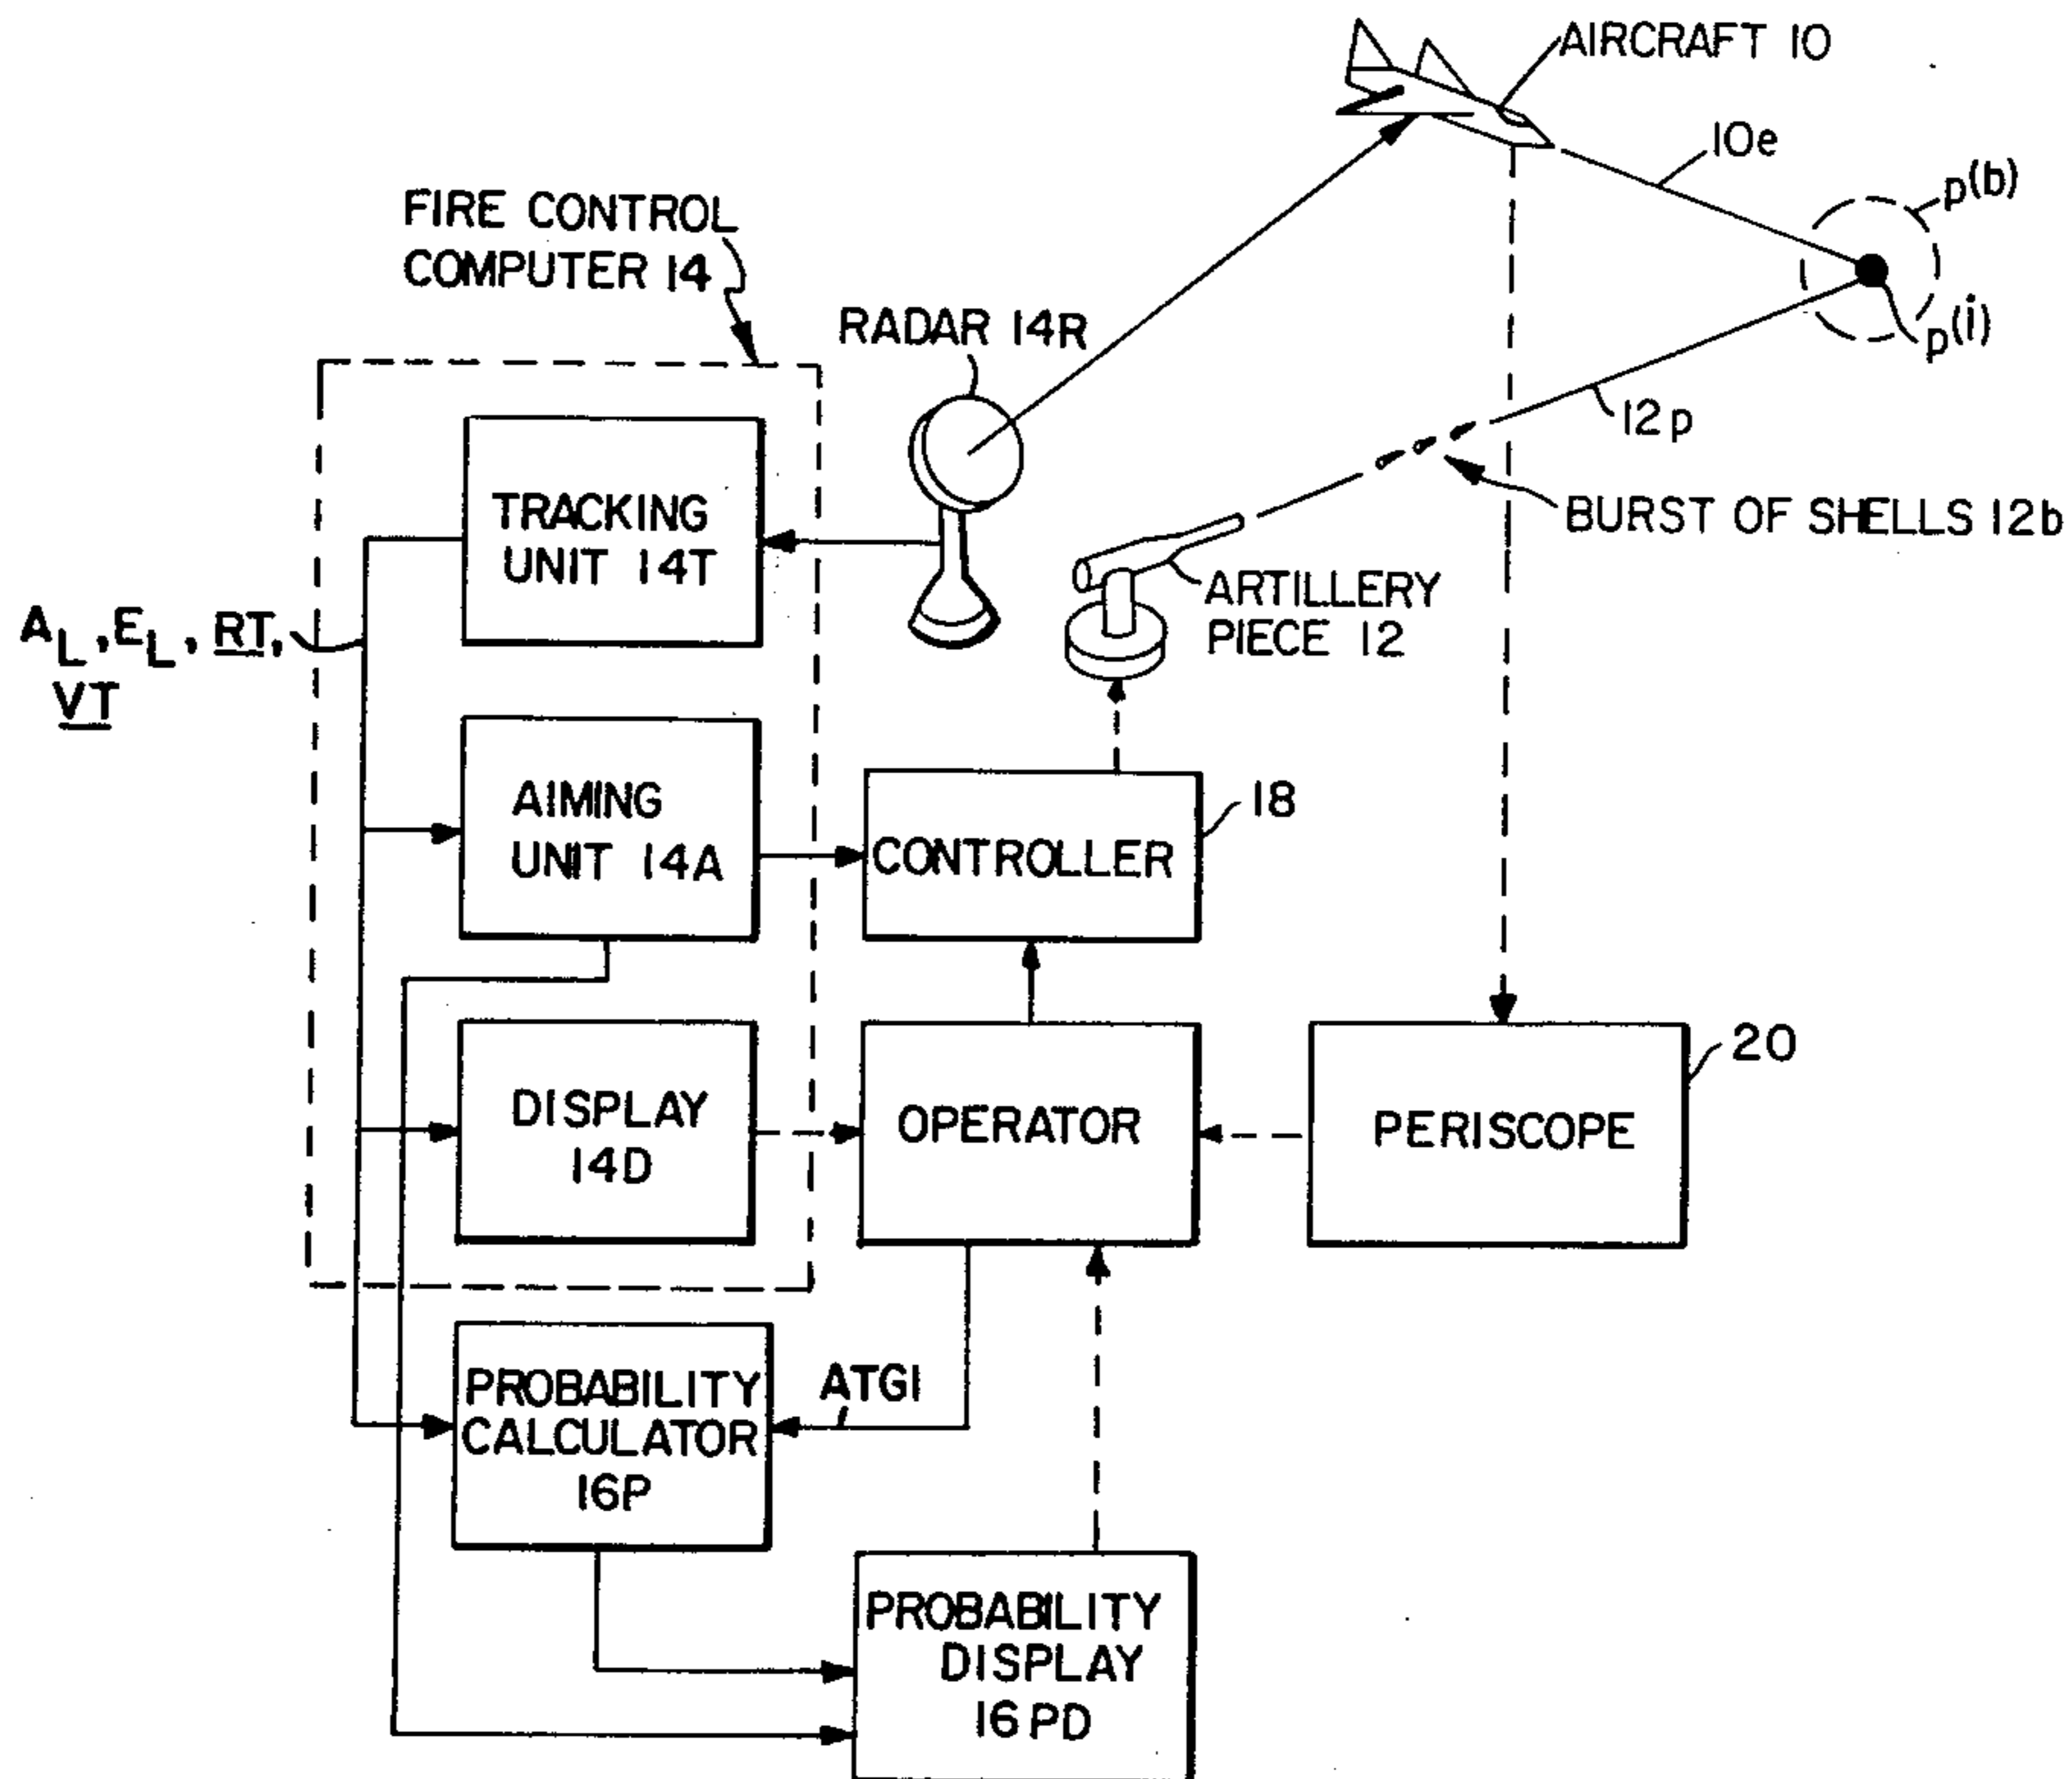 AIRCRAFT 10
10e
p(b)
FIRE CONTROL
COMPUTER 14
RADAR 14R
p(i)
12p
TRACKING
UNIT 14T
BURST OF SHELLS 12b
ARTILLERY
PIECE 12
AL, EL, RT,
VT
AIMING
UNIT 14A
18
CONTROLLER
20
DISPLAY
14D
OPERATOR
PERISCOPE
PROBABILITY
CALCULATOR
16P
ATGI
PROBABILITY
DISPLAY
16PD